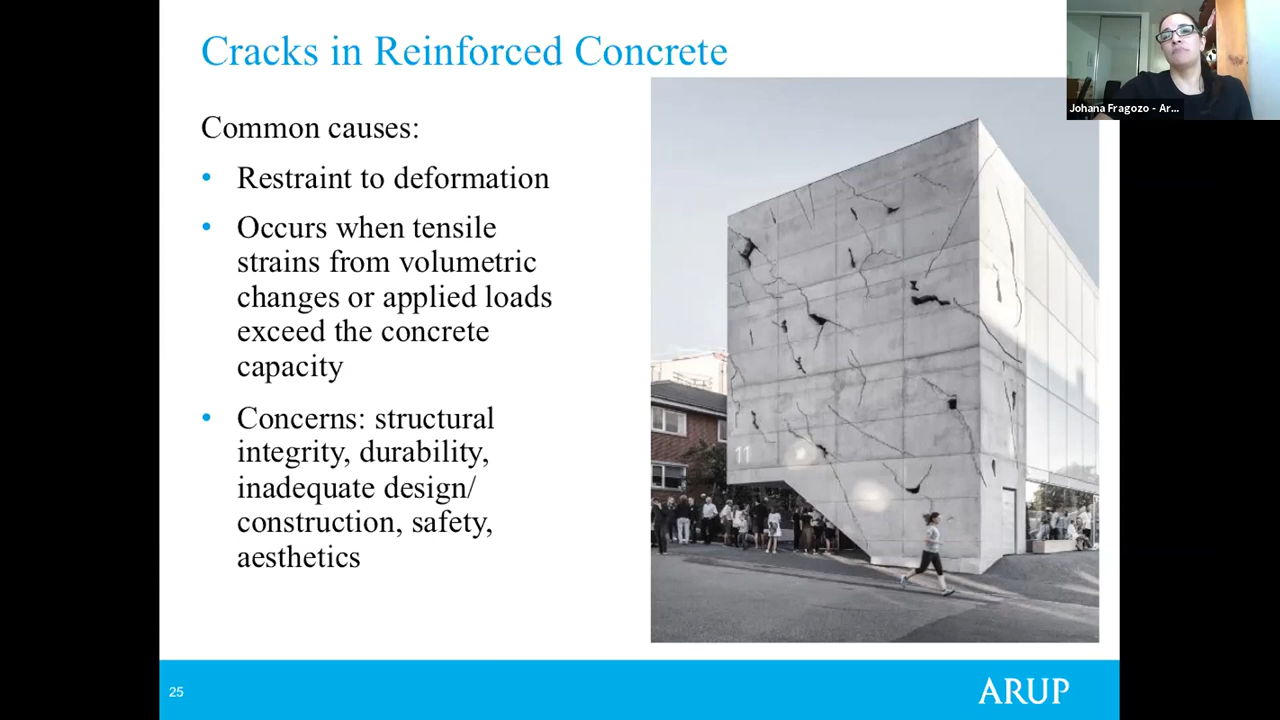 Cracks in Reinforced Concrete
Johana Fragozo - Ar...
Common causes:
• Restraint to deformation
• Occurs when tensile
strains from volumetric
changes or applied loads
exceed the concrete
capacity
• Concerns: structural
integrity, durability,
inadequate design/
construction, safety,
aesthetics
11
25
ARUP